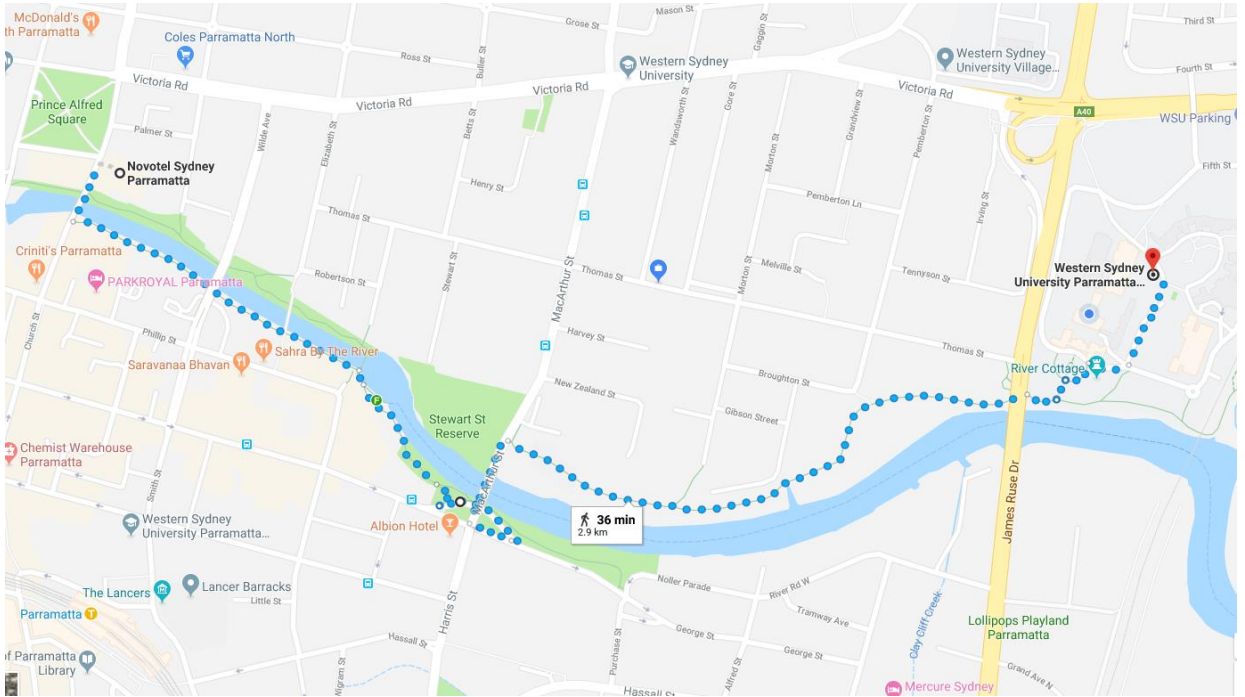 McDonald's
th Parramatta
Coles Parramatta North
Mason St
Grose St
Ross St
Buller St
Gaggin St
Third St
Fourth St
Western Sydney
University
Western Sydney
University Village...
Victoria Rd
Victoria Rd
Victoria Rd
Victoria Rd
A40
WSU Parking
Prince Alfred
Square
Palmer St
Wilde Ave
Elizabeth St
Betts St
Wandsworth St
Gore St
Morton St
Grandview St
Pemberton St
Fifth St
Novotel Sydney
Parramatta
Henry St
Pemberton Ln
Irving St
Thomas St
Criniti's Parramatta
PARKROYAL Parramatta
Robertson St
Stewart St
MacArthur St
Thomas St
Melville St
Morton St
Tennyson St
Western Sydney
University Parramatta...
Church St
Phillip St
Sahra By The River
Saravanaa Bhavan
Harvey St
Thomas St
River Cottage
New Zealand St
Broughton St
Gibson Street
F
Stewart St
Reserve
Chemist Warehouse
Parramatta
Smith St
MacArthur St
James Ruse Dr
36 min
2.9 km
Albion Hotel
Western Sydney
University Parramatta...
The Lancers
Lancer Barracks
Little St
Noller Parade
River Rd W
Tramway Ave
Clay Cliff Creek
Lollipops Playland
Parramatta
Parramatta
T
Harris St
Hassall St
Purchase St
George St
George St
Alfred St
of Parramatta
Library
Wigram St
Hassall St
Grand Ave N
Mercure Sydney